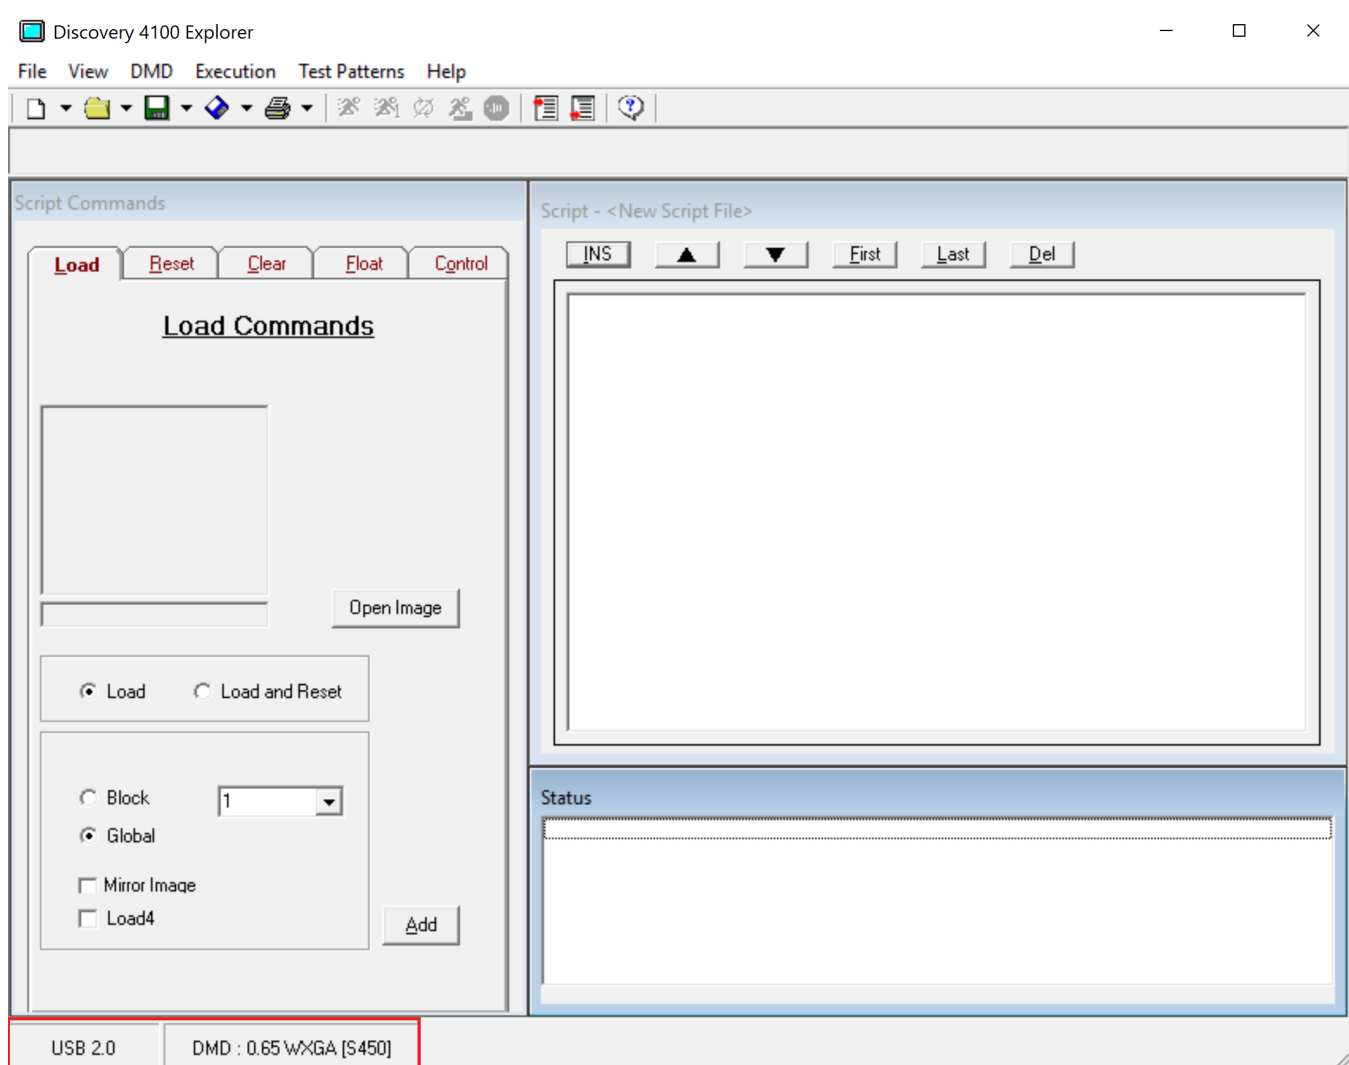 Discovery 4100 Explorer
File View DMD Execution Test Patterns Help
Script Commands
Load Reset Clear Float Control
Load Commands
Open Image
Load Load and Reset
Block 1
Global
Mirror Image
Load4
Add
Script - <New Script File>
INS First Last Del
Status
USB 2.0 DMD : 0.65 WXGA [S450]